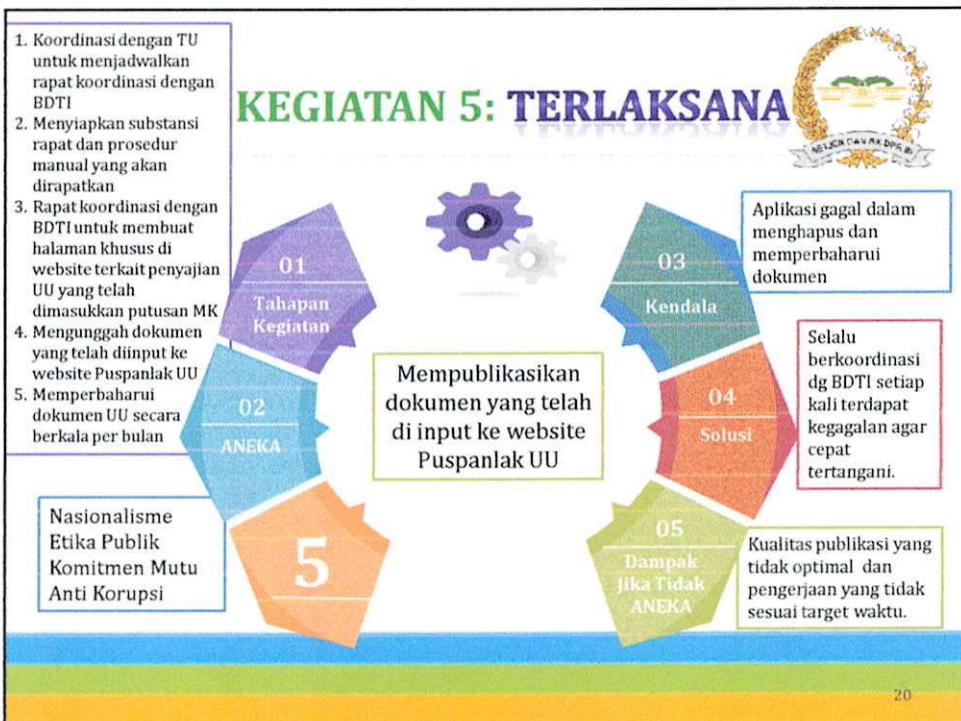 1. Koordinasi dengan TU
untuk menjadwalkan
rapat koordinasi dengan
BDTI
2. Menyiapkan substansi
rapat dan prosedur
manual yang akan
dirapatkan
3. Rapat koordinasi dengan
BDTI untuk membuat
halaman khusus di
website terkait penyajian
UU yang telah
dimasukkan putusan MK
4. Mengunggah dokumen
yang telah diinput ke
website Puspanlak UU
5. Memperbaharui
dokumen UU secara
berkala per bulan
KEGIATAN 5: TERLAKSANA
SETJEN DAN BK DPR RI
01
Tahapan
Kegiatan
02
ANEKA
Nasionalisme
Etika Publik
Komitmen Mutu
Anti Korupsi
5
Mempublikasikan
dokumen yang telah
di input ke website
Puspanlak UU
03
Kendala
Aplikasi gagal dalam
menghapus dan
memperbaharui
dokumen
04
Solusi
Selalu
berkoordinasi
dg BDTI setiap
kali terdapat
kegagalan agar
cepat
tertangani.
05
Dampak
Jika Tidak
ANEKA
Kualitas publikasi yang
tidak optimal dan
pengerjaan yang tidak
sesuai target waktu.
20